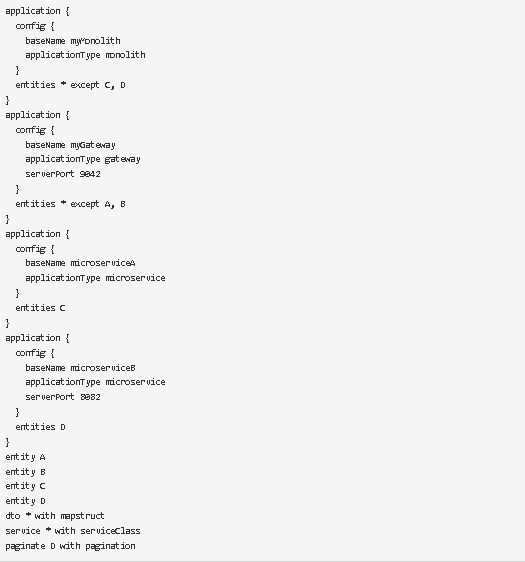 application {
  config {
    baseName myMonolith
    applicationType monolith
  }
  entities * except C, D
}
application {
  config {
    baseName myGateway
    applicationType gateway
    serverPort 9042
  }
  entities * except A, B
}
application {
  config {
    baseName microserviceA
    applicationType microservice
  }
  entities C
}
application {
  config {
    baseName microserviceB
    applicationType microservice
    serverPort 8082
  }
  entities D
}
entity A
entity B
entity C
entity D
dto * with mapstruct
service * with serviceClass
paginate D with pagination